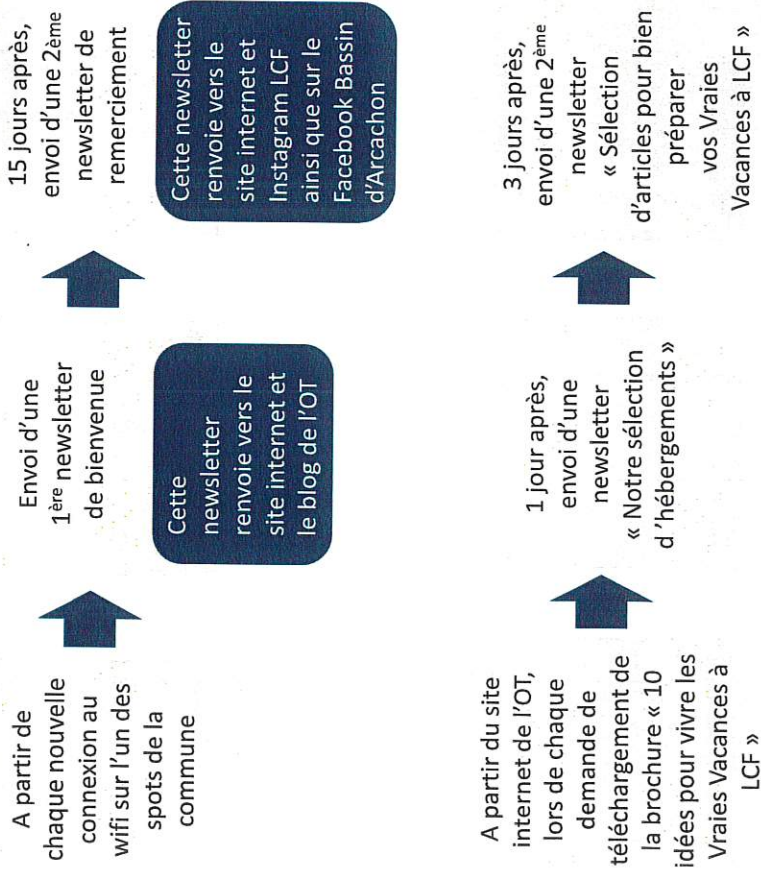 A partir de
chaque nouvelle
connexion au
wifi sur l'un des
spots de la
commune
Envoi d'une
1ère newsletter
de bienvenue
Cette
newsletter
renvoie vers le
site internet et
le blog de l'OT
15 jours après,
envoi d'une 2ème
newsletter de
remerciement
Cette newsletter
renvoie vers le
site internet et
Instagram LCF
ainsi que sur le
Facebook Bassin
d'Arcachon
A partir du site
internet de l'OT,
lors de chaque
demande de
téléchargement de
la brochure « 10
idées pour vivre les
Vraies Vacances à
LCF »
1 jour après,
envoi d'une
newsletter
« Notre sélection
d 'hébergements »
3 jours après,
envoi d'une 2ème
newsletter
« Sélection
d'articles pour bien
préparer
vos Vraies
Vacances à LCF »